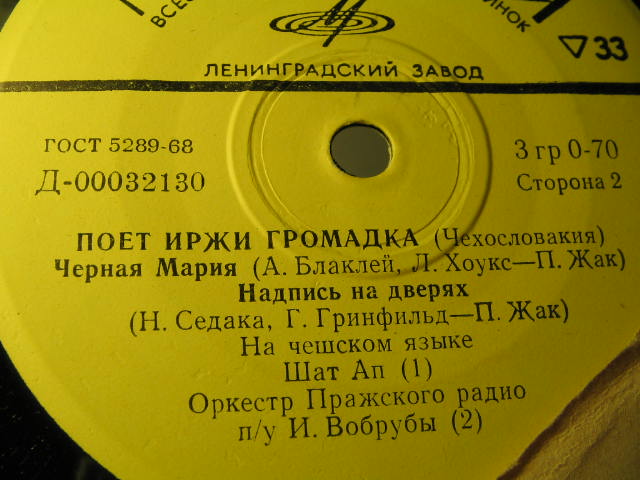 ЛЕНИНГРАДСКИЙ ЗАВОД
▽33
ГОСТ 5289-68
3 гр 0-70
Д-00032130
Сторона 2
ПОЕТ ИРЖИ ГРОМАДКА (Чехословакия)
Черная Мария (А. Блаклей, Л. Хоукс—П. Жак)
Надпись на дверях
(Н. Седака, Г. Гринфильд—П. Жак)
На чешском языке
Шат Ап (1)
Оркестр Пражского радио
п/у И. Вобрубы (2)